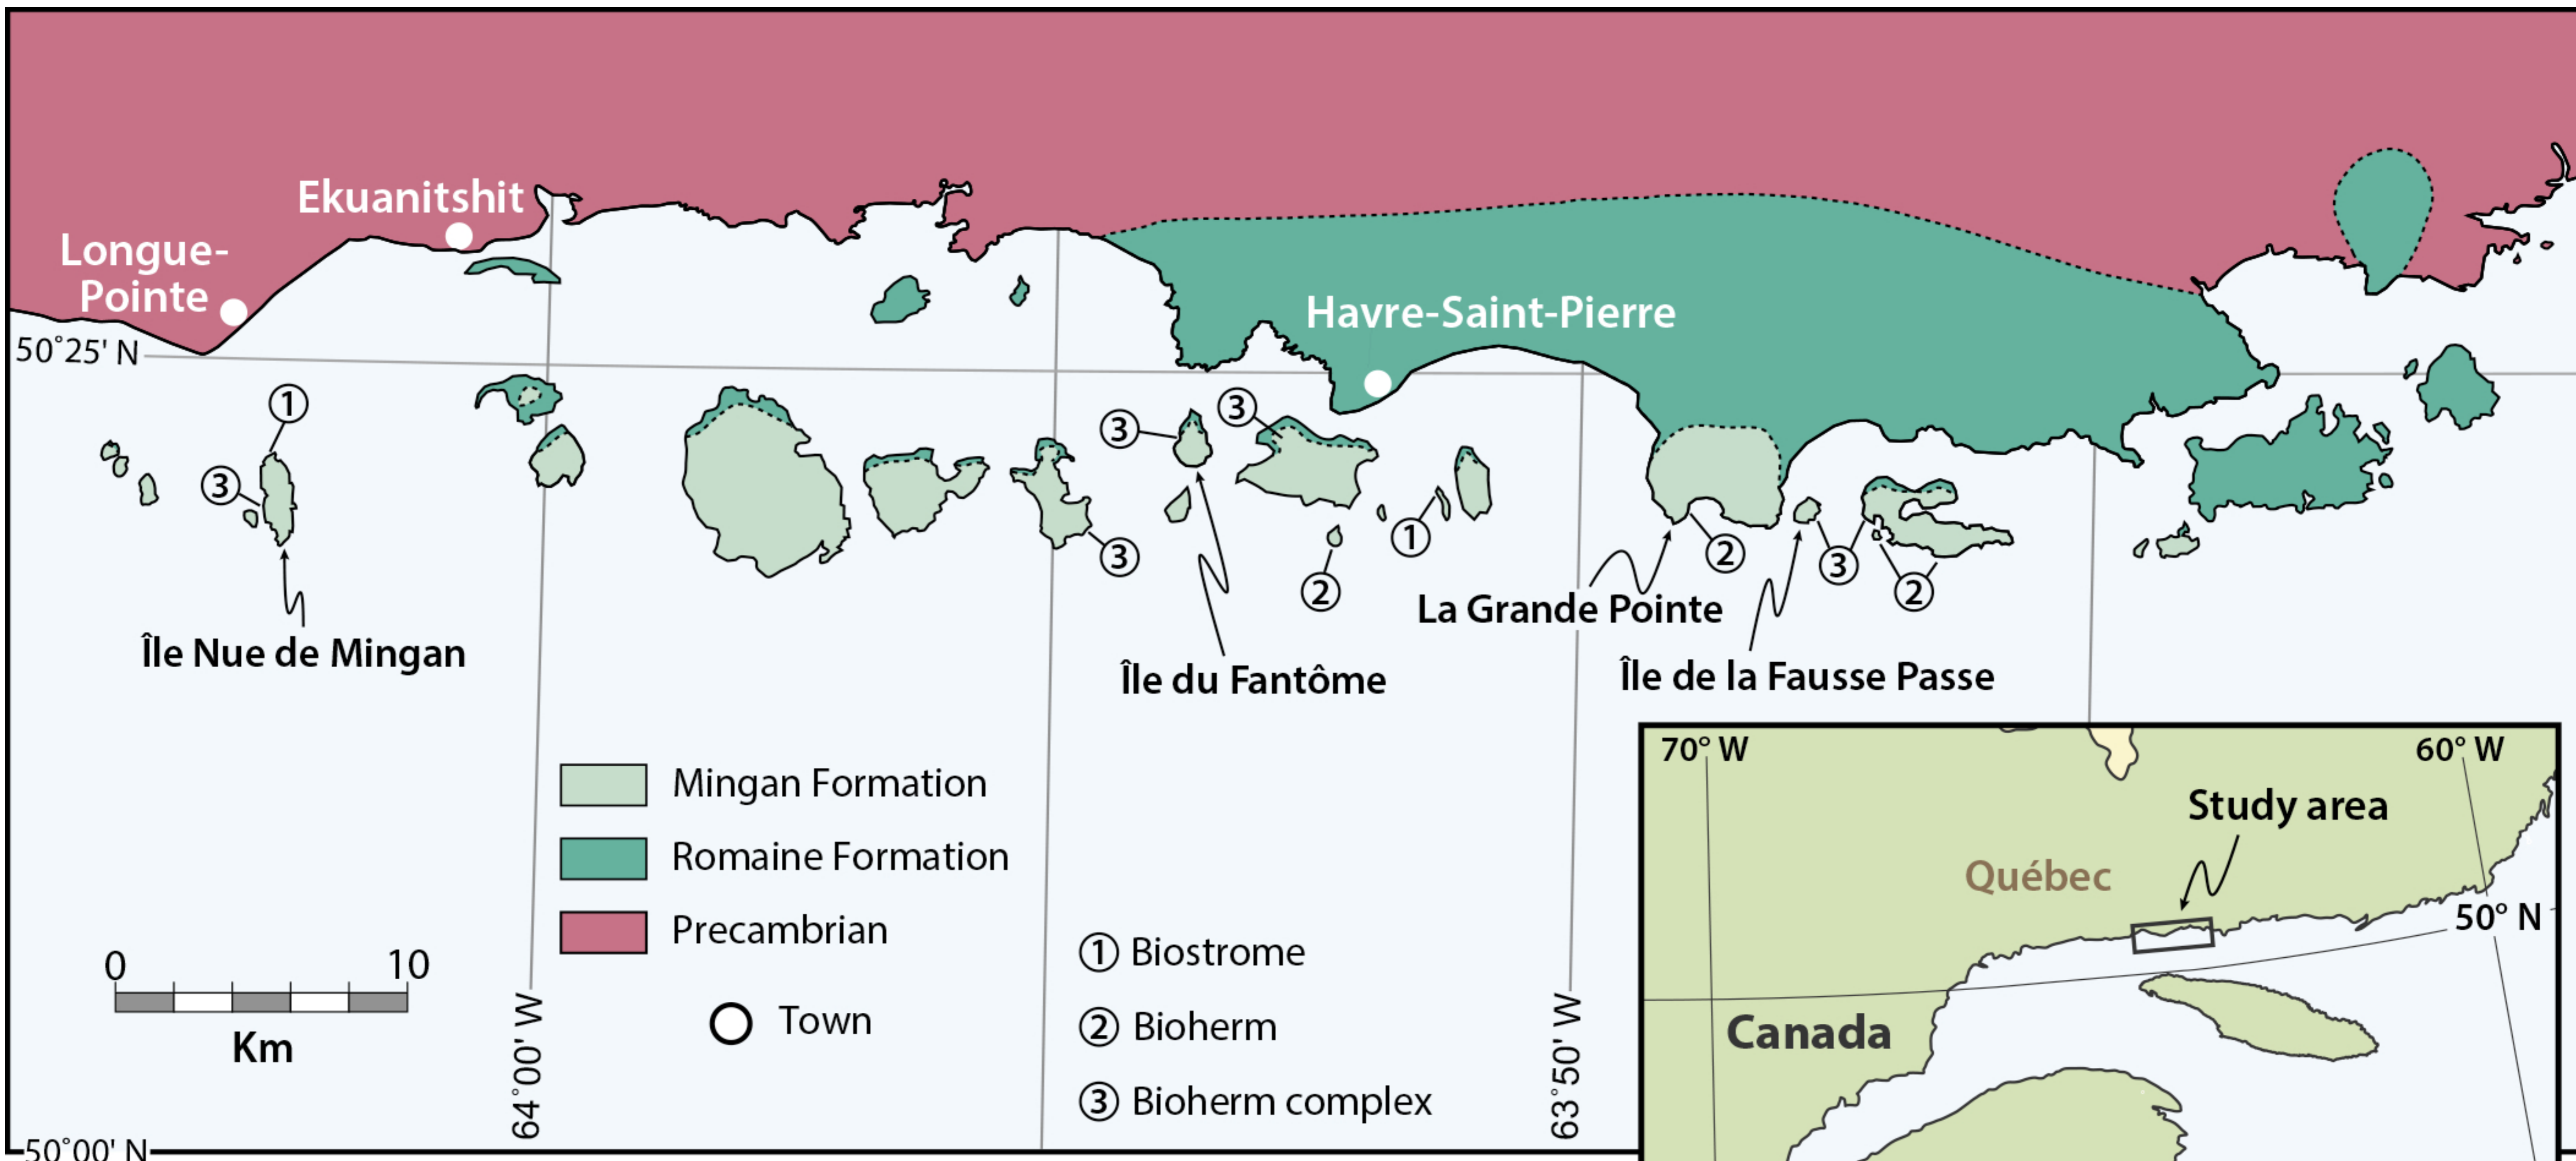 Ekuanitshit
Longue-
Pointe
50°25' N
Havre-Saint-Pierre
1
3
3
3
3
1
2
2
3
2
Île Nue de Mingan
Île du Fantôme
La Grande Pointe
Île de la Fausse Passe
Mingan Formation
Romaine Formation
Precambrian
Town
1 Biostrome
2 Bioherm
3 Bioherm complex
0 10
Km
64°00' W
63°50' W
50°00' N
70° W
60° W
Study area
Québec
50° N
Canada